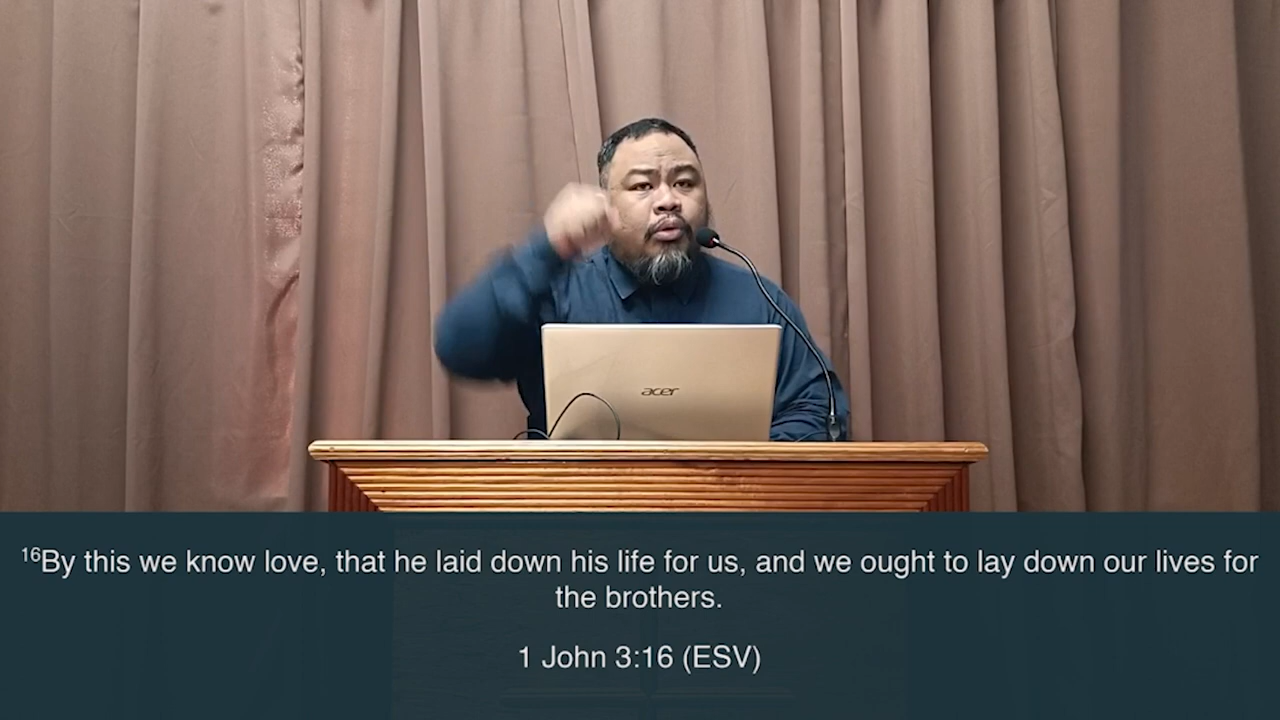 acer
16By this we know love, that he laid down his life for us, and we ought to lay down our lives for
the brothers.
1 John 3:16 (ESV)